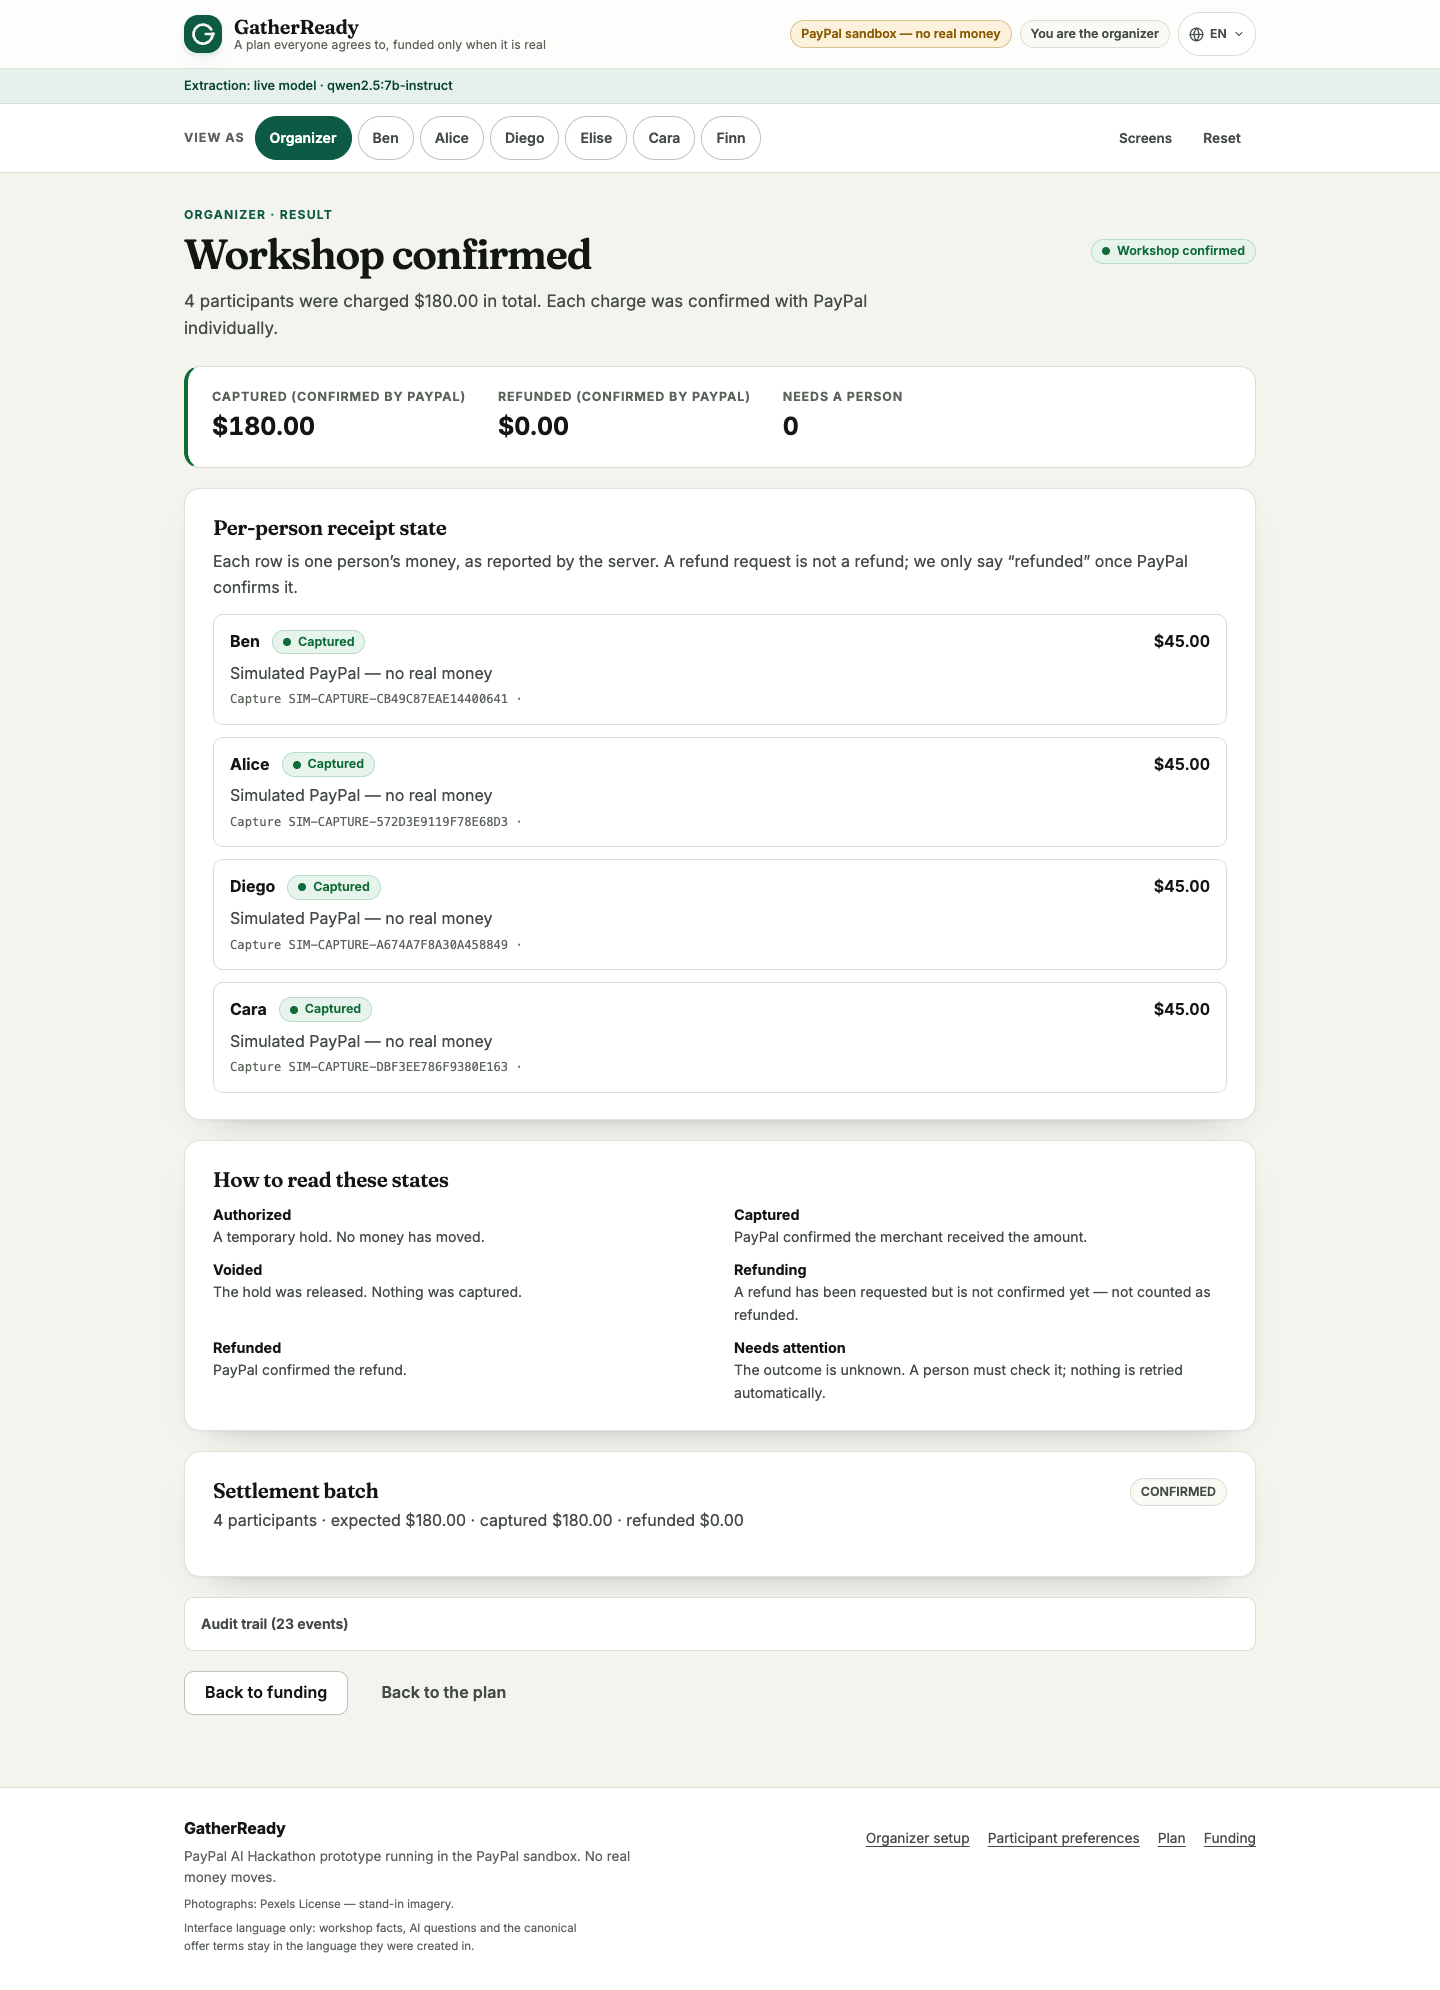 GatherReady
A plan everyone agrees to, funded only when it is real
PayPal sandbox — no real money
You are the organizer
EN
Extraction: live model · qwen2.5:7b-instruct
VIEW AS
Organizer
Ben
Alice
Diego
Elise
Cara
Finn
Screens
Reset
ORGANIZER · RESULT
Workshop confirmed
Workshop confirmed
4 participants were charged $180.00 in total. Each charge was confirmed with PayPal
individually.
CAPTURED (CONFIRMED BY PAYPAL)
$180.00
REFUNDED (CONFIRMED BY PAYPAL)
$0.00
NEEDS A PERSON
0
Per-person receipt state
Each row is one person’s money, as reported by the server. A refund request is not a refund; we only say “refunded” once PayPal
confirms it.
Ben
Captured
$45.00
Simulated PayPal — no real money
Capture SIM-CAPTURE-CB49C87EAE14400641 ·
Alice
Captured
$45.00
Simulated PayPal — no real money
Capture SIM-CAPTURE-572D3E9119F78E68D3 ·
Diego
Captured
$45.00
Simulated PayPal — no real money
Capture SIM-CAPTURE-A674A7F8A30A458849 ·
Cara
Captured
$45.00
Simulated PayPal — no real money
Capture SIM-CAPTURE-DBF3EE786F9380E163 ·
How to read these states
Authorized
A temporary hold. No money has moved.
Captured
PayPal confirmed the merchant received the amount.
Voided
The hold was released. Nothing was captured.
Refunding
A refund has been requested but is not confirmed yet — not counted as
refunded.
Refunded
PayPal confirmed the refund.
Needs attention
The outcome is unknown. A person must check it; nothing is retried
automatically.
Settlement batch
CONFIRMED
4 participants · expected $180.00 · captured $180.00 · refunded $0.00
Audit trail (23 events)
Back to funding
Back to the plan
GatherReady
PayPal AI Hackathon prototype running in the PayPal sandbox. No real
money moves.
Photographs: Pexels License — stand-in imagery.
Interface language only: workshop facts, AI questions and the canonical
offer terms stay in the language they were created in.
Organizer setup
Participant preferences
Plan
Funding